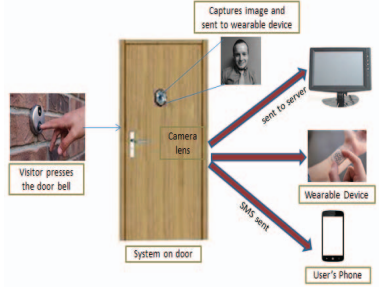 Captures image and
sent to wearable device
Camera
lens
sent to server
Visitor presses
the door bell
Wearable Device
SMS sent
System on door
User's Phone